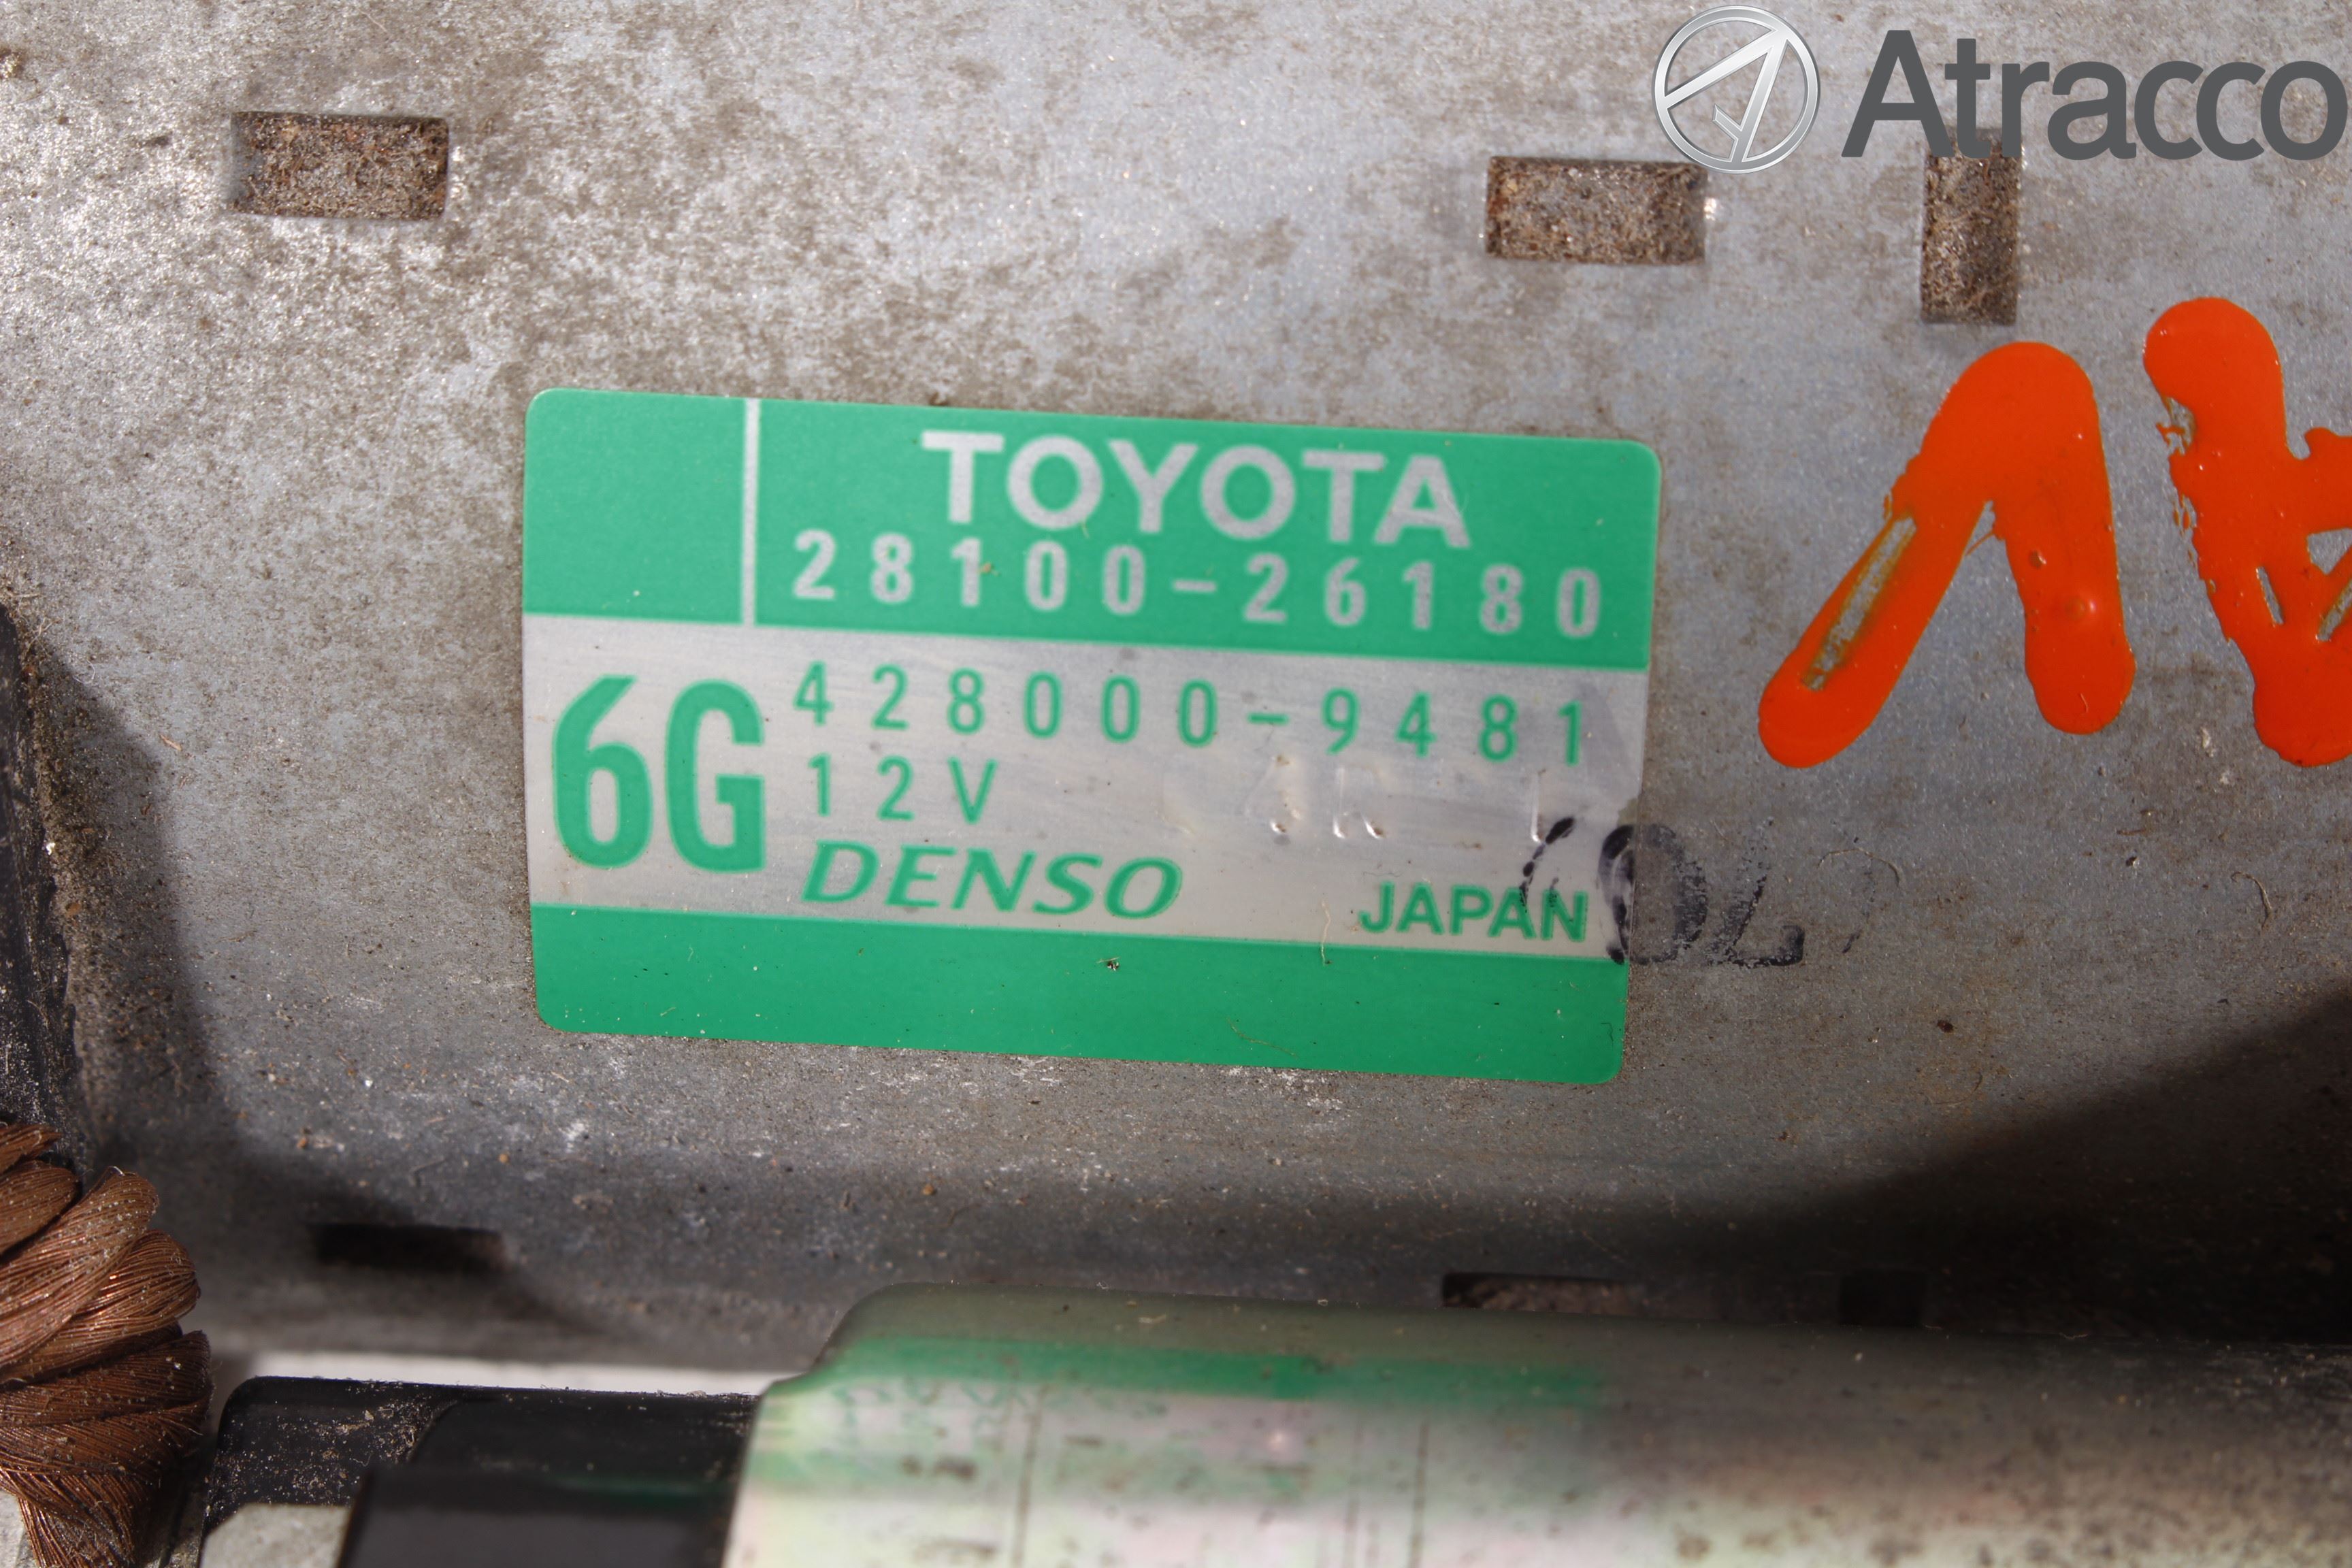 Atracco
TOYOTA
28100-26180
6G
428000-9481
12V
DENSO
JAPAN